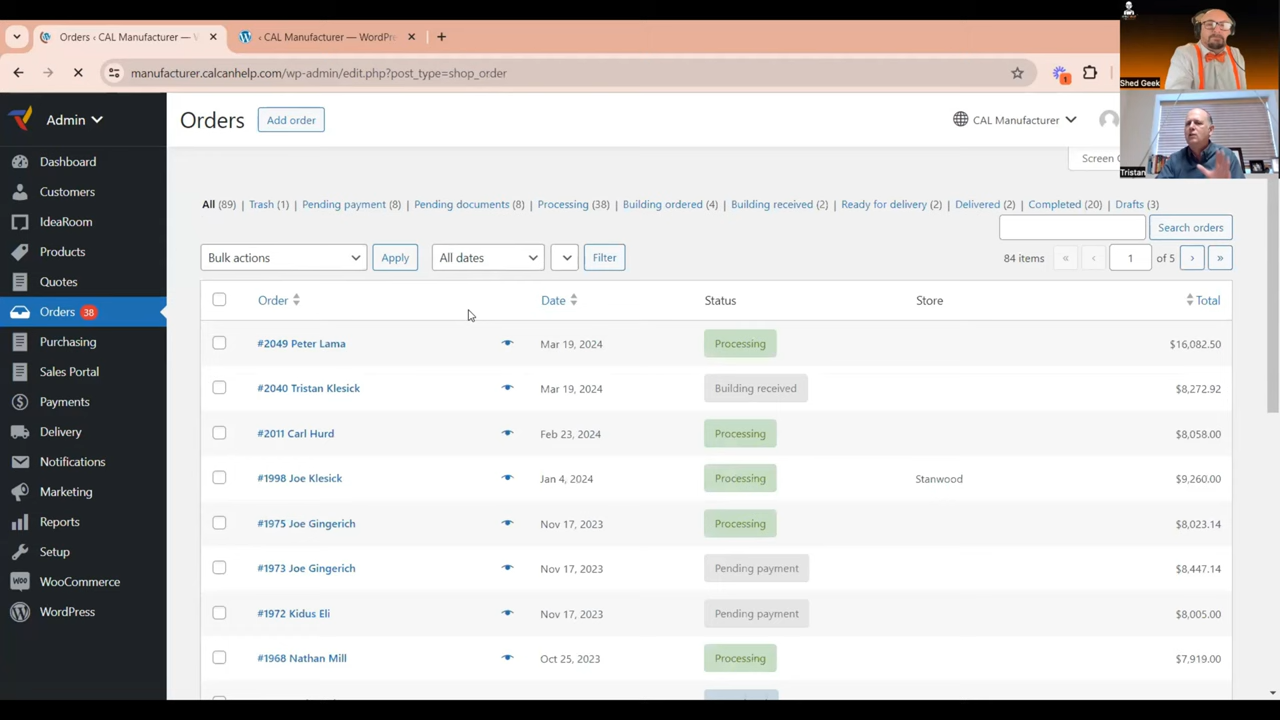 Orders ‹ CAL Manufacturer —
‹ CAL Manufacturer — WordPr
manufacturer.calcanhelp.com/wp-admin/edit.php?post_type=shop_order
1
Shed Geek
Tristan
Admin
Dashboard
Customers
IdeaRoom
Products
Quotes
Orders 38
Purchasing
Sales Portal
Payments
Delivery
Notifications
Marketing
Reports
Setup
WooCommerce
WordPress
Orders
Add order
CAL Manufacturer
Screen
All (89) | Trash (1) | Pending payment (8) | Pending documents (8) | Processing (38) | Building ordered (4) | Building received (2) | Ready for delivery (2) | Delivered (2) | Completed (20) | Drafts (3)
Search orders
Bulk actions Apply All dates Filter 84 items « ‹ 1 of 5 › »
Order Date Status Store Total
#2049 Peter Lama Mar 19, 2024 Processing $16,082.50
#2040 Tristan Klesick Mar 19, 2024 Building received $8,272.92
#2011 Carl Hurd Feb 23, 2024 Processing $8,058.00
#1998 Joe Klesick Jan 4, 2024 Processing Stanwood $9,260.00
#1975 Joe Gingerich Nov 17, 2023 Processing $8,023.14
#1973 Joe Gingerich Nov 17, 2023 Pending payment $8,447.14
#1972 Kidus Eli Nov 17, 2023 Pending payment $8,005.00
#1968 Nathan Mill Oct 25, 2023 Processing $7,919.00